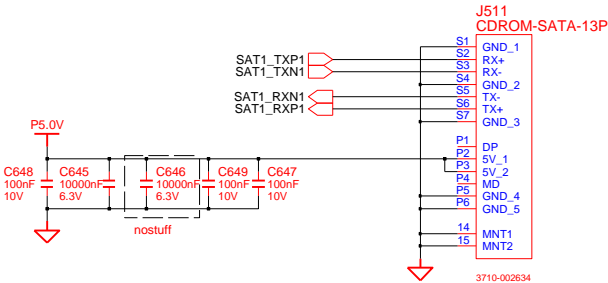 J511
CDROM-SATA-13P
S1 GND_1
SAT1_TXP1 S2 RX+
SAT1_TXN1 S3 RX-
S4 GND_2
SAT1_RXN1 S5 TX-
SAT1_RXP1 S6 TX+
S7 GND_3
P5.0V
P1 DP
P2 5V_1
P3 5V_2
P4 MD
P5 GND_4
P6 GND_5
C648 C645 C646 C649 C647
100nF 10000nF 10000nF 100nF 100nF
10V 6.3V 6.3V 10V 10V
nostuff
14 MNT1
15 MNT2
3710-002634